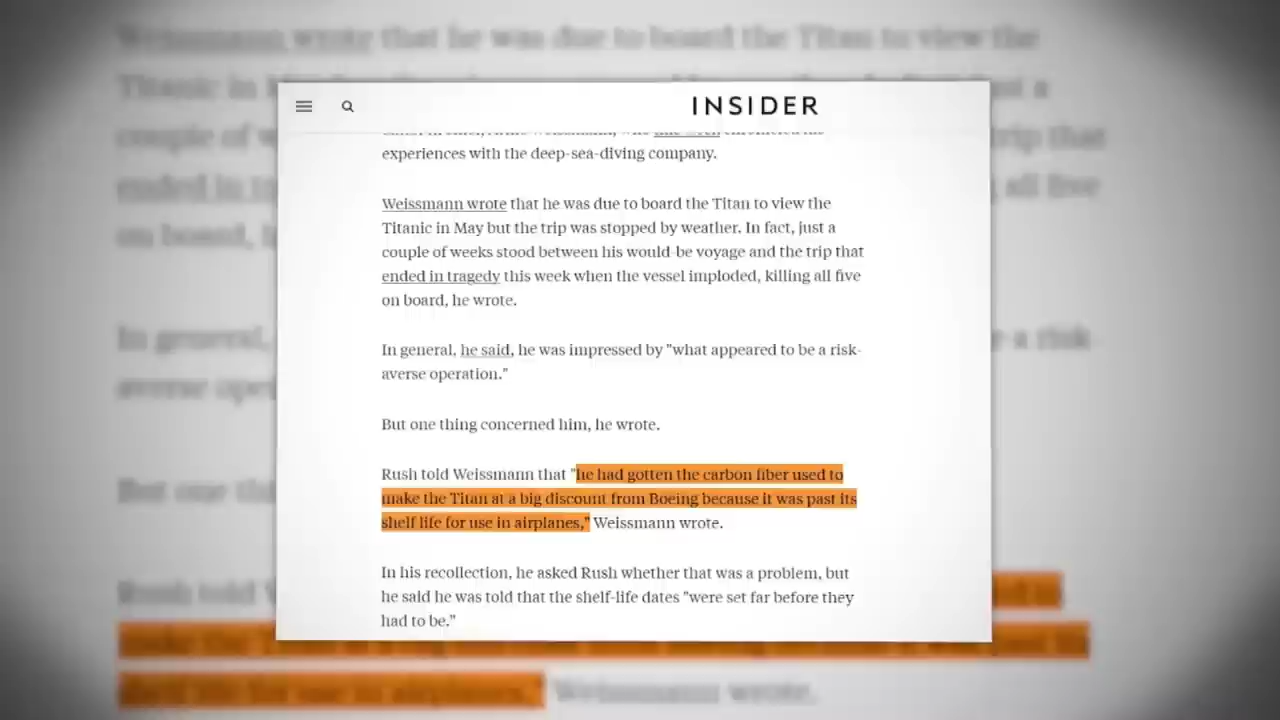 INSIDER
experiences with the deep-sea-diving company.
Weissmann wrote that he was due to board the Titan to view the
Titanic in May but the trip was stopped by weather. In fact, just a
couple of weeks stood between his would-be voyage and the trip that
ended in tragedy this week when the vessel imploded, killing all five
on board, he wrote.
In general, he said, he was impressed by "what appeared to be a risk-
averse operation."
But one thing concerned him, he wrote.
Rush told Weissmann that "he had gotten the carbon fiber used to
make the Titan at a big discount from Boeing because it was past its
shelf life for use in airplanes," Weissmann wrote.
In his recollection, he asked Rush whether that was a problem, but
he said he was told that the shelf-life dates "were set far before they
had to be."